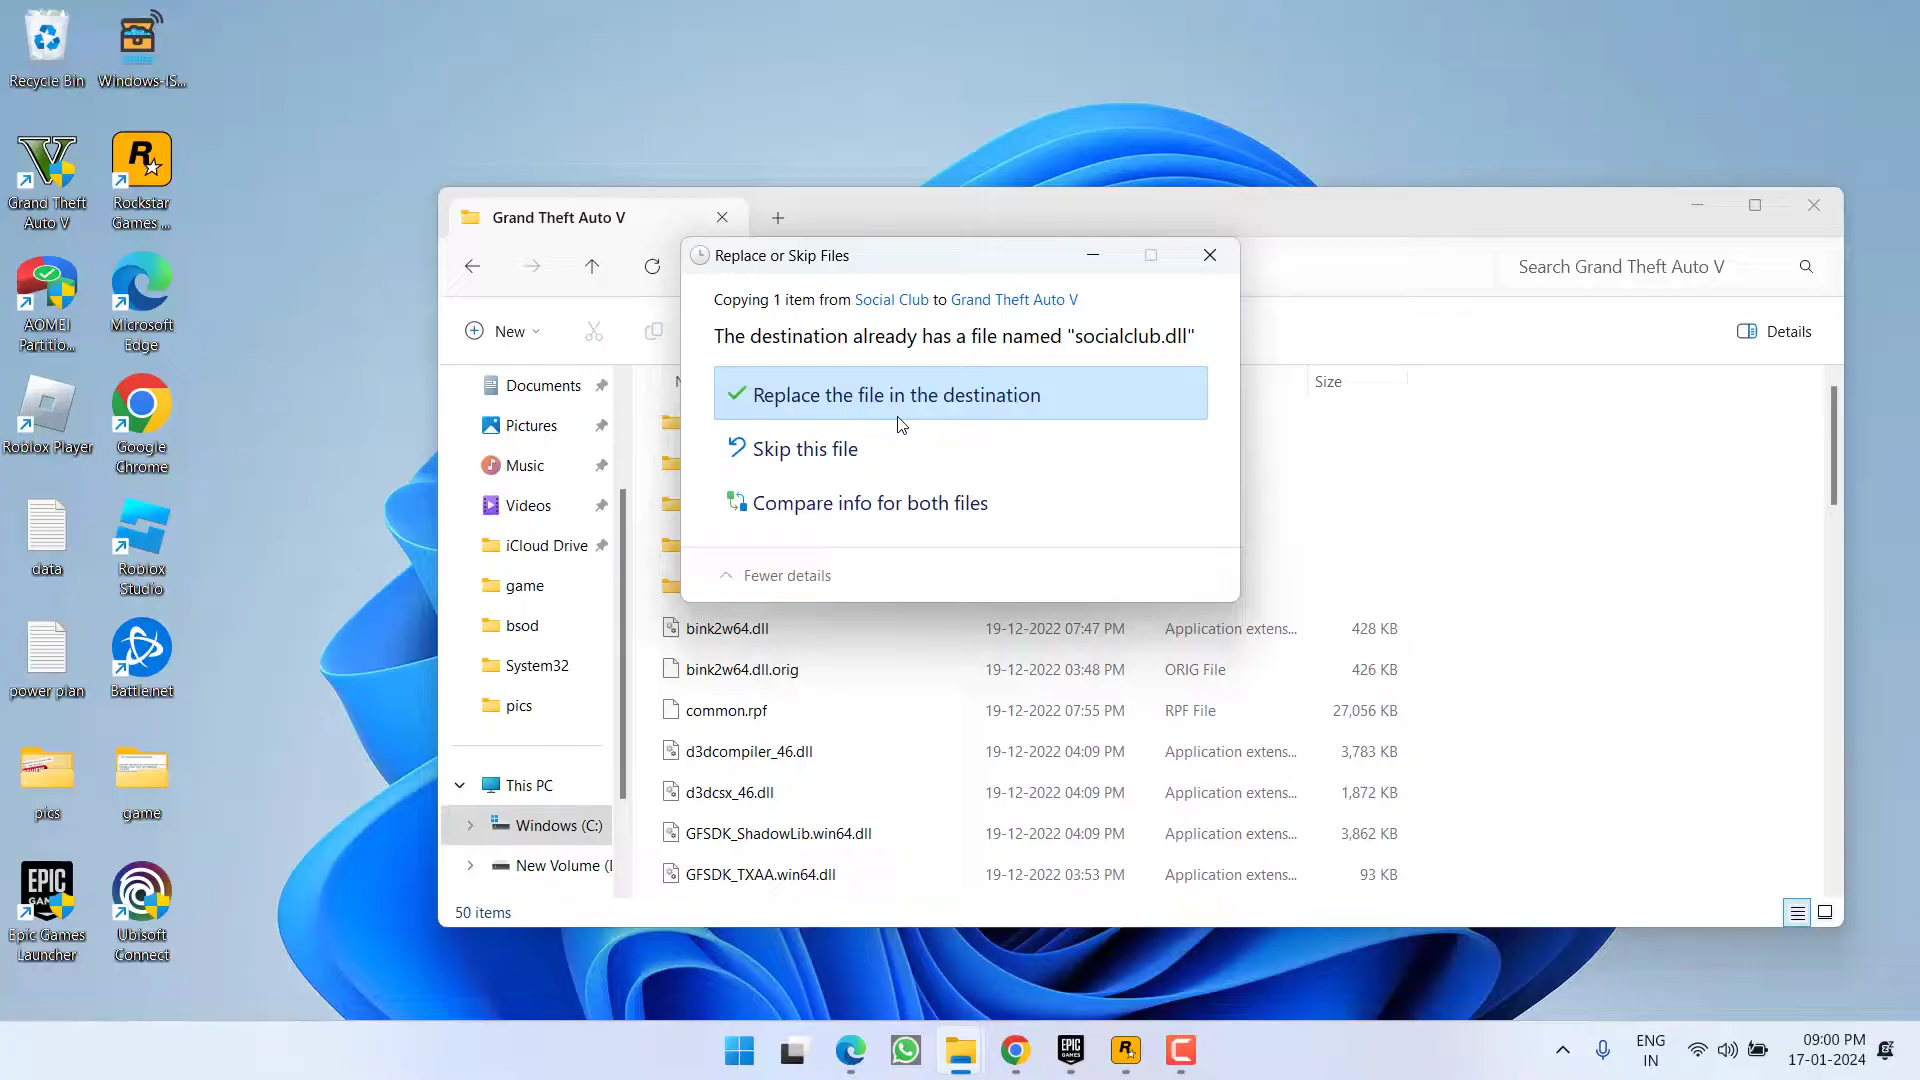 Recycle Bin
Windows-IS...
Grand Theft
Auto V
Rockstar
Games ...
AOMEI
Partitio...
Microsoft
Edge
Roblox Player
Google
Chrome
data
Roblox
Studio
power plan
Battle.net
pics
game
Epic Games
Launcher
Ubisoft
Connect
Grand Theft Auto V
Search Grand Theft Auto V
New
Details
Replace or Skip Files
Copying 1 item from Social Club to Grand Theft Auto V
The destination already has a file named "socialclub.dll"
Replace the file in the destination
Skip this file
Compare info for both files
Fewer details
Size
Documents
Pictures
Music
Videos
iCloud Drive
game
bsod
System32
pics
This PC
Windows (C:)
New Volume (
bink2w64.dll 19-12-2022 07:47 PM Application extens... 428 KB
bink2w64.dll.orig 19-12-2022 03:48 PM ORIG File 426 KB
common.rpf 19-12-2022 07:55 PM RPF File 27,056 KB
d3dcompiler_46.dll 19-12-2022 04:09 PM Application extens... 3,783 KB
d3dcsx_46.dll 19-12-2022 04:09 PM Application extens... 1,872 KB
GFSDK_ShadowLib.win64.dll 19-12-2022 04:09 PM Application extens... 3,862 KB
GFSDK_TXAA.win64.dll 19-12-2022 03:53 PM Application extens... 93 KB
50 items
EPIC
GAMES
ENG
IN
09:00 PM
17-01-2024